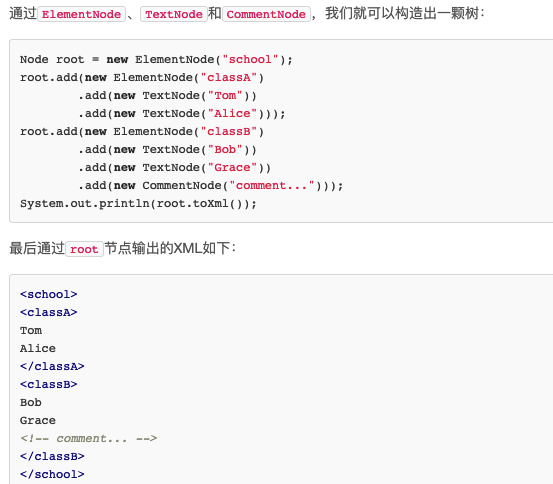 通过ElementNode、TextNode和CommentNode，我们就可以构造出一颗树：
Node root = new ElementNode("school");
root.add(new ElementNode("classA")
        .add(new TextNode("Tom"))
        .add(new TextNode("Alice")));
root.add(new ElementNode("classB")
        .add(new TextNode("Bob"))
        .add(new TextNode("Grace"))
        .add(new CommentNode("comment...")));
System.out.println(root.toXml());
最后通过root节点输出的XML如下：
<school>
<classA>
Tom
Alice
</classA>
<classB>
Bob
Grace
<!-- comment... -->
</classB>
</school>